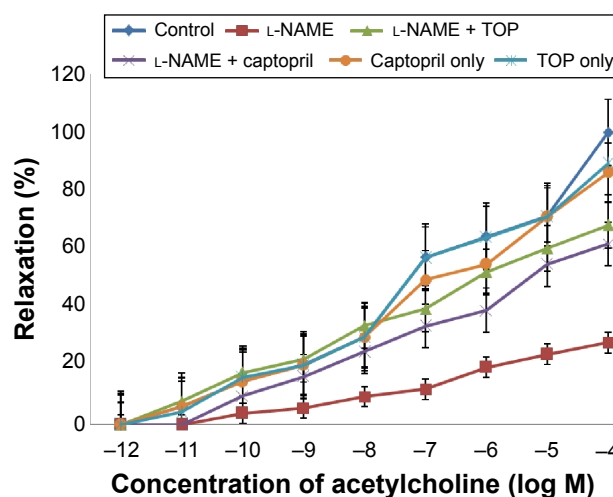 Control L-NAME L-NAME + TOP
L-NAME + captopril Captopril only TOP only
120
100
80
60
40
20
0
Relaxation (%)
–12 –11 –10 –9 –8 –7 –6 –5 –4
Concentration of acetylcholine (log M)